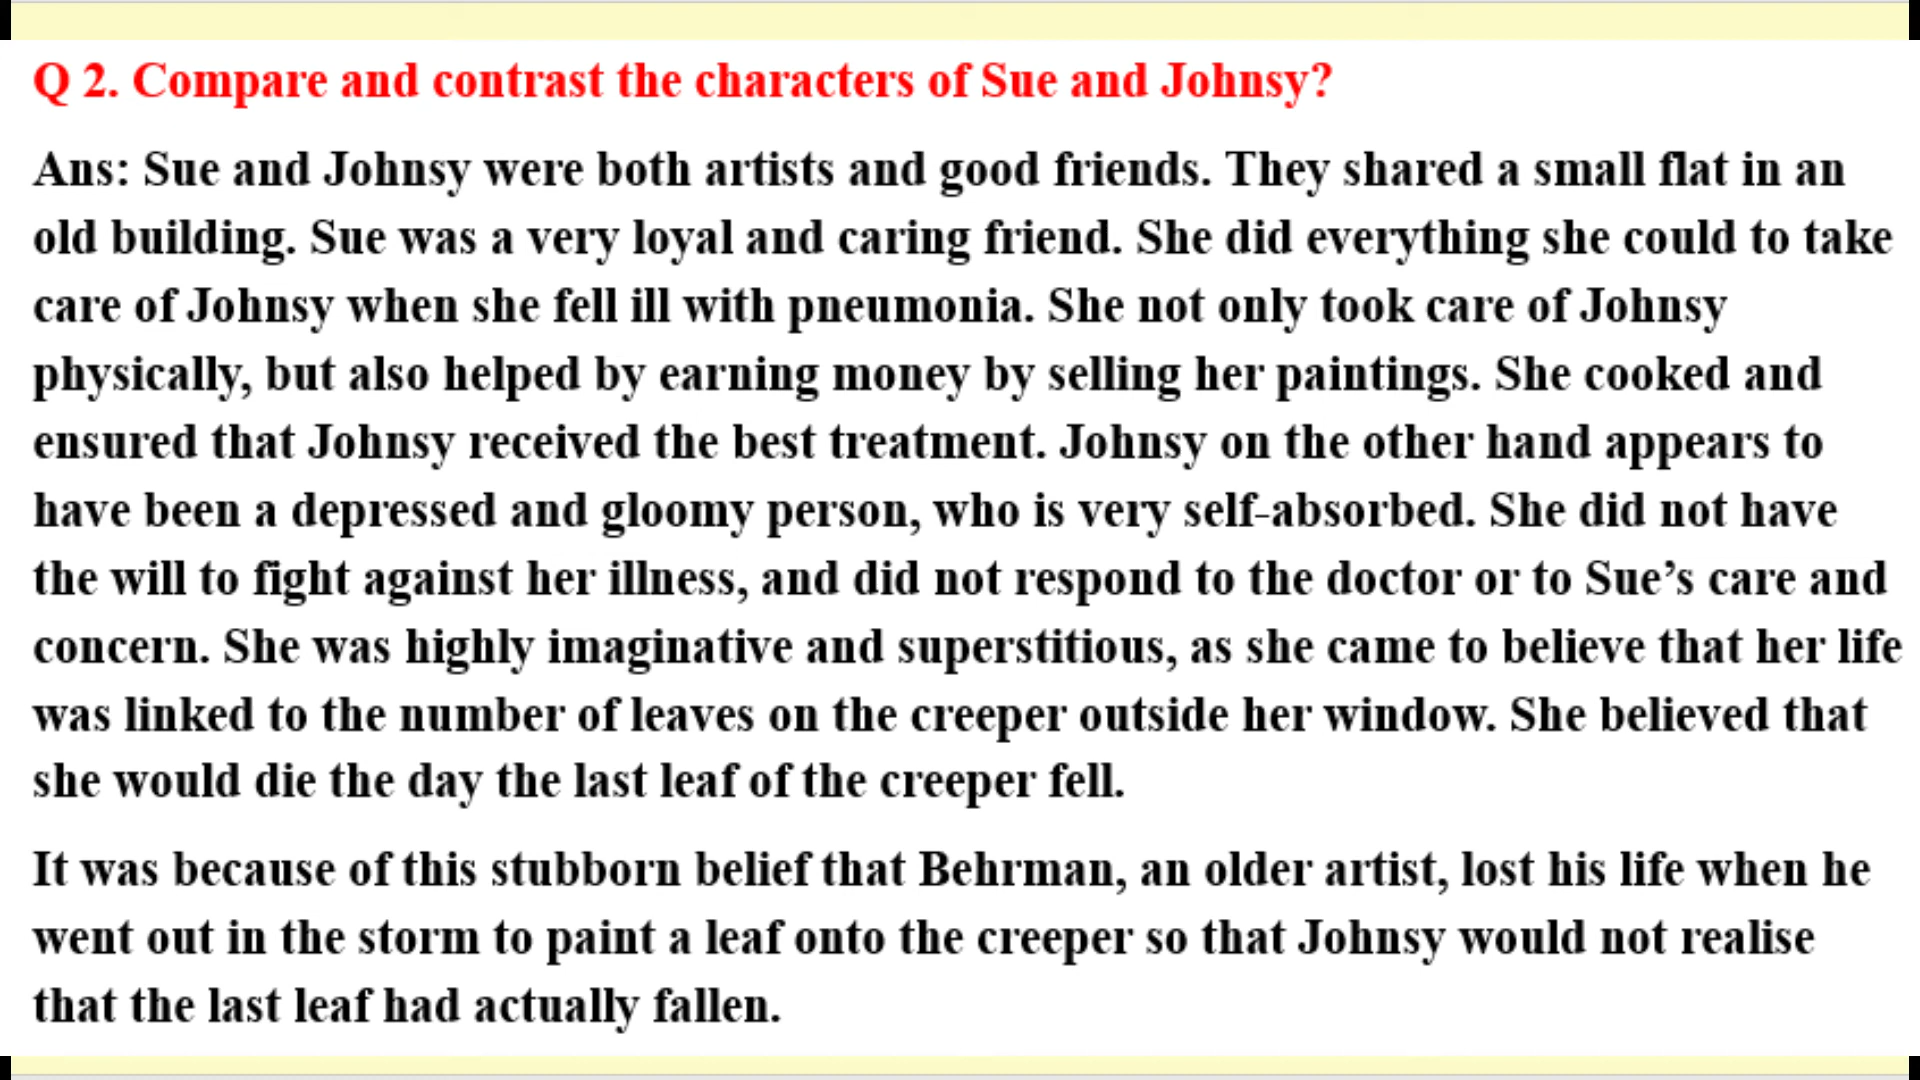 Q 2. Compare and contrast the characters of Sue and Johnsy?
Ans: Sue and Johnsy were both artists and good friends. They shared a small flat in an
old building. Sue was a very loyal and caring friend. She did everything she could to take
care of Johnsy when she fell ill with pneumonia. She not only took care of Johnsy
physically, but also helped by earning money by selling her paintings. She cooked and
ensured that Johnsy received the best treatment. Johnsy on the other hand appears to
have been a depressed and gloomy person, who is very self-absorbed. She did not have
the will to fight against her illness, and did not respond to the doctor or to Sue’s care and
concern. She was highly imaginative and superstitious, as she came to believe that her life
was linked to the number of leaves on the creeper outside her window. She believed that
she would die the day the last leaf of the creeper fell.
It was because of this stubborn belief that Behrman, an older artist, lost his life when he
went out in the storm to paint a leaf onto the creeper so that Johnsy would not realise
that the last leaf had actually fallen.